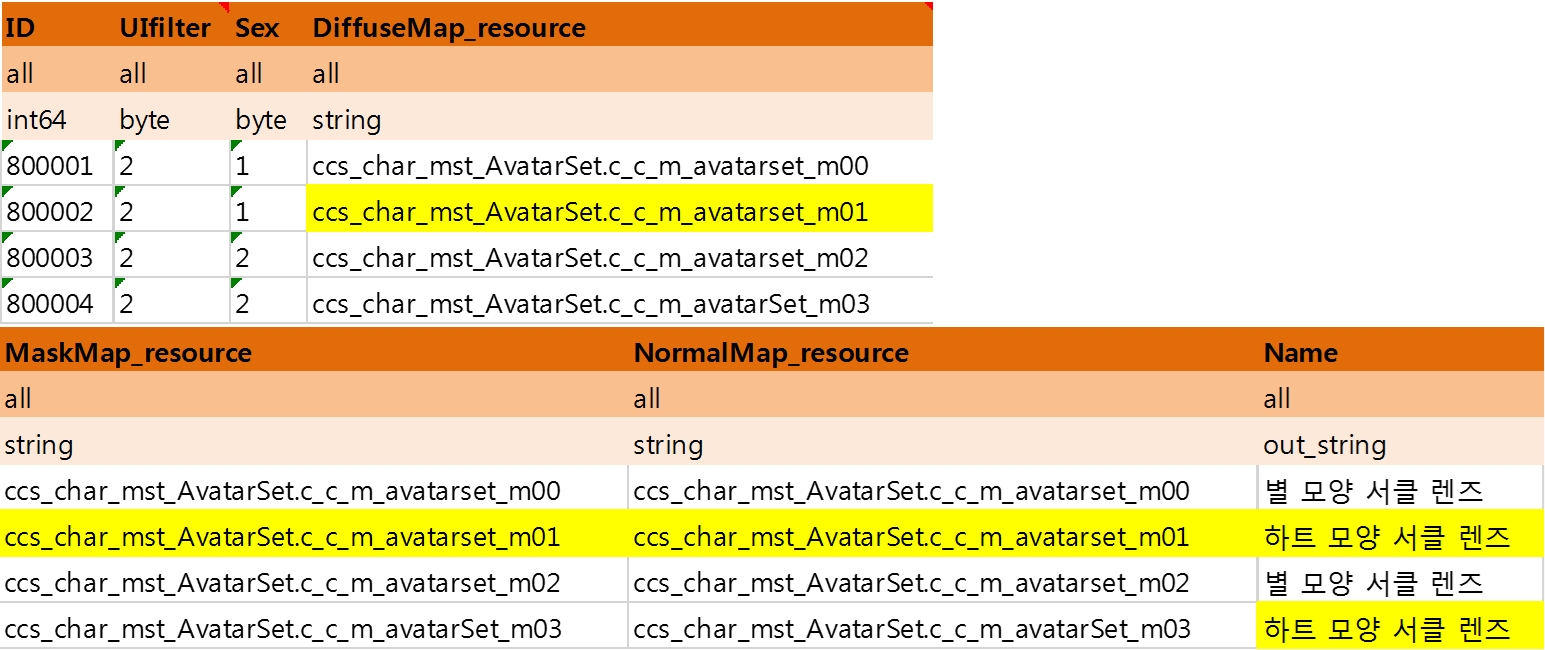 ID UIfilter Sex DiffuseMap_resource
all all all all
int64 byte byte string
800001 2 1 ccs_char_mst_AvatarSet.c_c_m_avatarset_m00
800002 2 1 ccs_char_mst_AvatarSet.c_c_m_avatarset_m01
800003 2 2 ccs_char_mst_AvatarSet.c_c_m_avatarset_m02
800004 2 2 ccs_char_mst_AvatarSet.c_c_m_avatarSet_m03
MaskMap_resource NormalMap_resource Name
all all all
string string out_string
ccs_char_mst_AvatarSet.c_c_m_avatarset_m00 ccs_char_mst_AvatarSet.c_c_m_avatarset_m00 별 모양 서클 렌즈
ccs_char_mst_AvatarSet.c_c_m_avatarset_m01 ccs_char_mst_AvatarSet.c_c_m_avatarset_m01 하트 모양 서클 렌즈
ccs_char_mst_AvatarSet.c_c_m_avatarset_m02 ccs_char_mst_AvatarSet.c_c_m_avatarset_m02 별 모양 서클 렌즈
ccs_char_mst_AvatarSet.c_c_m_avatarSet_m03 ccs_char_mst_AvatarSet.c_c_m_avatarSet_m03 하트 모양 서클 렌즈